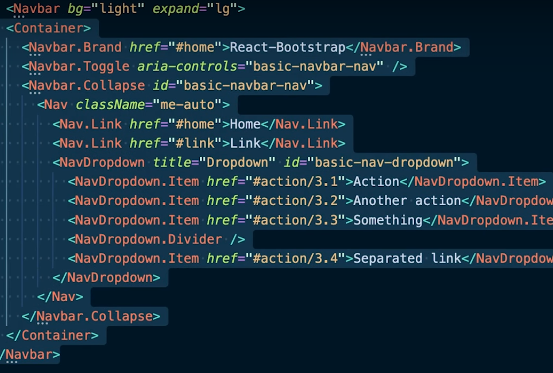 <Navbar bg="light" expand="lg">
<Container>
<Navbar.Brand href="#home">React-Bootstrap</Navbar.Brand>
<Navbar.Toggle aria-controls="basic-navbar-nav" />
<Navbar.Collapse id="basic-navbar-nav">
<Nav className="me-auto">
<Nav.Link href="#home">Home</Nav.Link>
<Nav.Link href="#link">Link</Nav.Link>
<NavDropdown title="Dropdown" id="basic-nav-dropdown">
<NavDropdown.Item href="#action/3.1">Action</NavDropdown.Item>
<NavDropdown.Item href="#action/3.2">Another action</NavDropdow
<NavDropdown.Item href="#action/3.3">Something</NavDropdown.Ite
<NavDropdown.Divider />
<NavDropdown.Item href="#action/3.4">Separated link</NavDropdow
</NavDropdown>
</Nav>
</Navbar.Collapse>
</Container>
/Navbar>